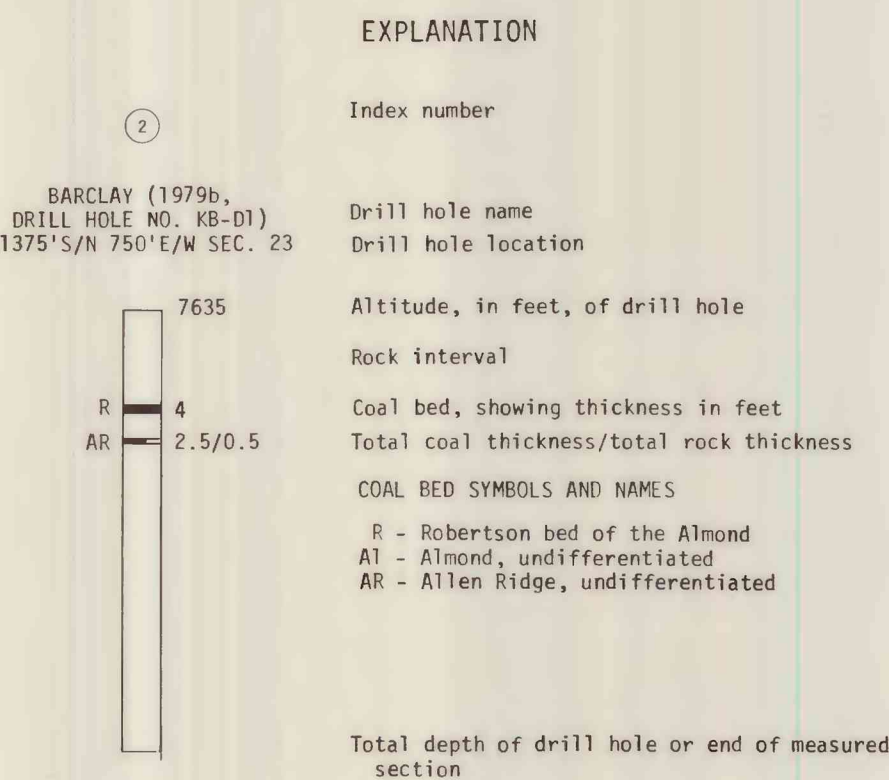 EXPLANATION
2
Index number
BARCLAY (1979b,
DRILL HOLE NO. KB-D1)
1375'S/N 750'E/W SEC. 23
Drill hole name
Drill hole location
7635
Altitude, in feet, of drill hole
Rock interval
R 4
Coal bed, showing thickness in feet
AR 2.5/0.5
Total coal thickness/total rock thickness
COAL BED SYMBOLS AND NAMES
R - Robertson bed of the Almond
Al - Almond, undifferentiated
AR - Allen Ridge, undifferentiated
Total depth of drill hole or end of measured
section